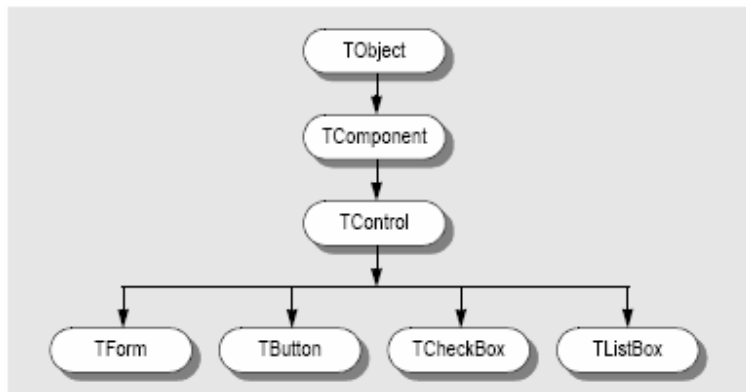 TObject
TComponent
TControl
TForm
TButton
TCheckBox
TListBox